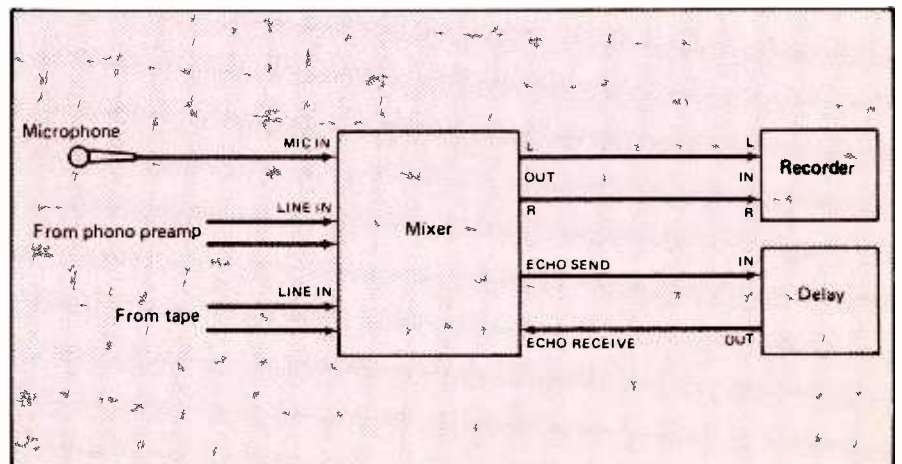 Microphone
MIC IN
LINE IN
From phono preamp
LINE IN
From tape
Mixer
L
OUT
R
ECHO SEND
ECHO RECEIVE
L
IN
R
Recorder
IN
OUT
Delay